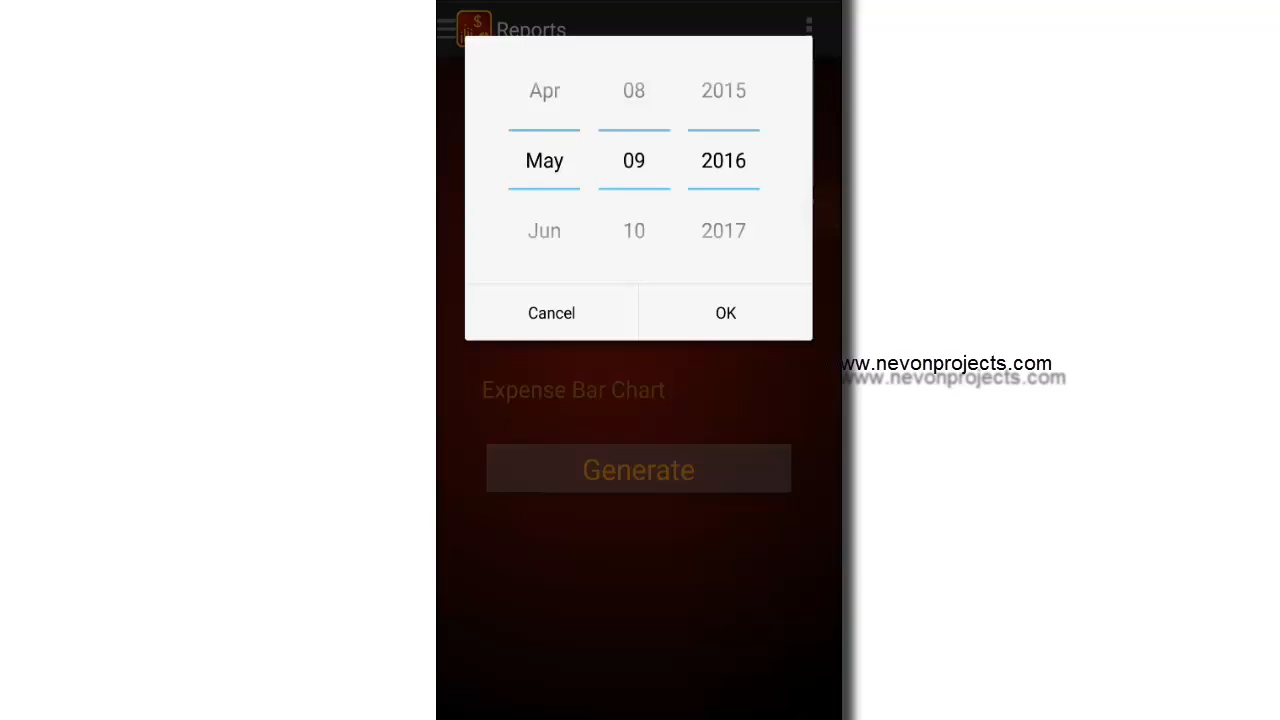 $
Reports
Apr 08 2015
May 09 2016
Jun 10 2017
Cancel OK
ww.nevonprojects.com
www.nevonprojects.com
Expense Bar Chart
Generate